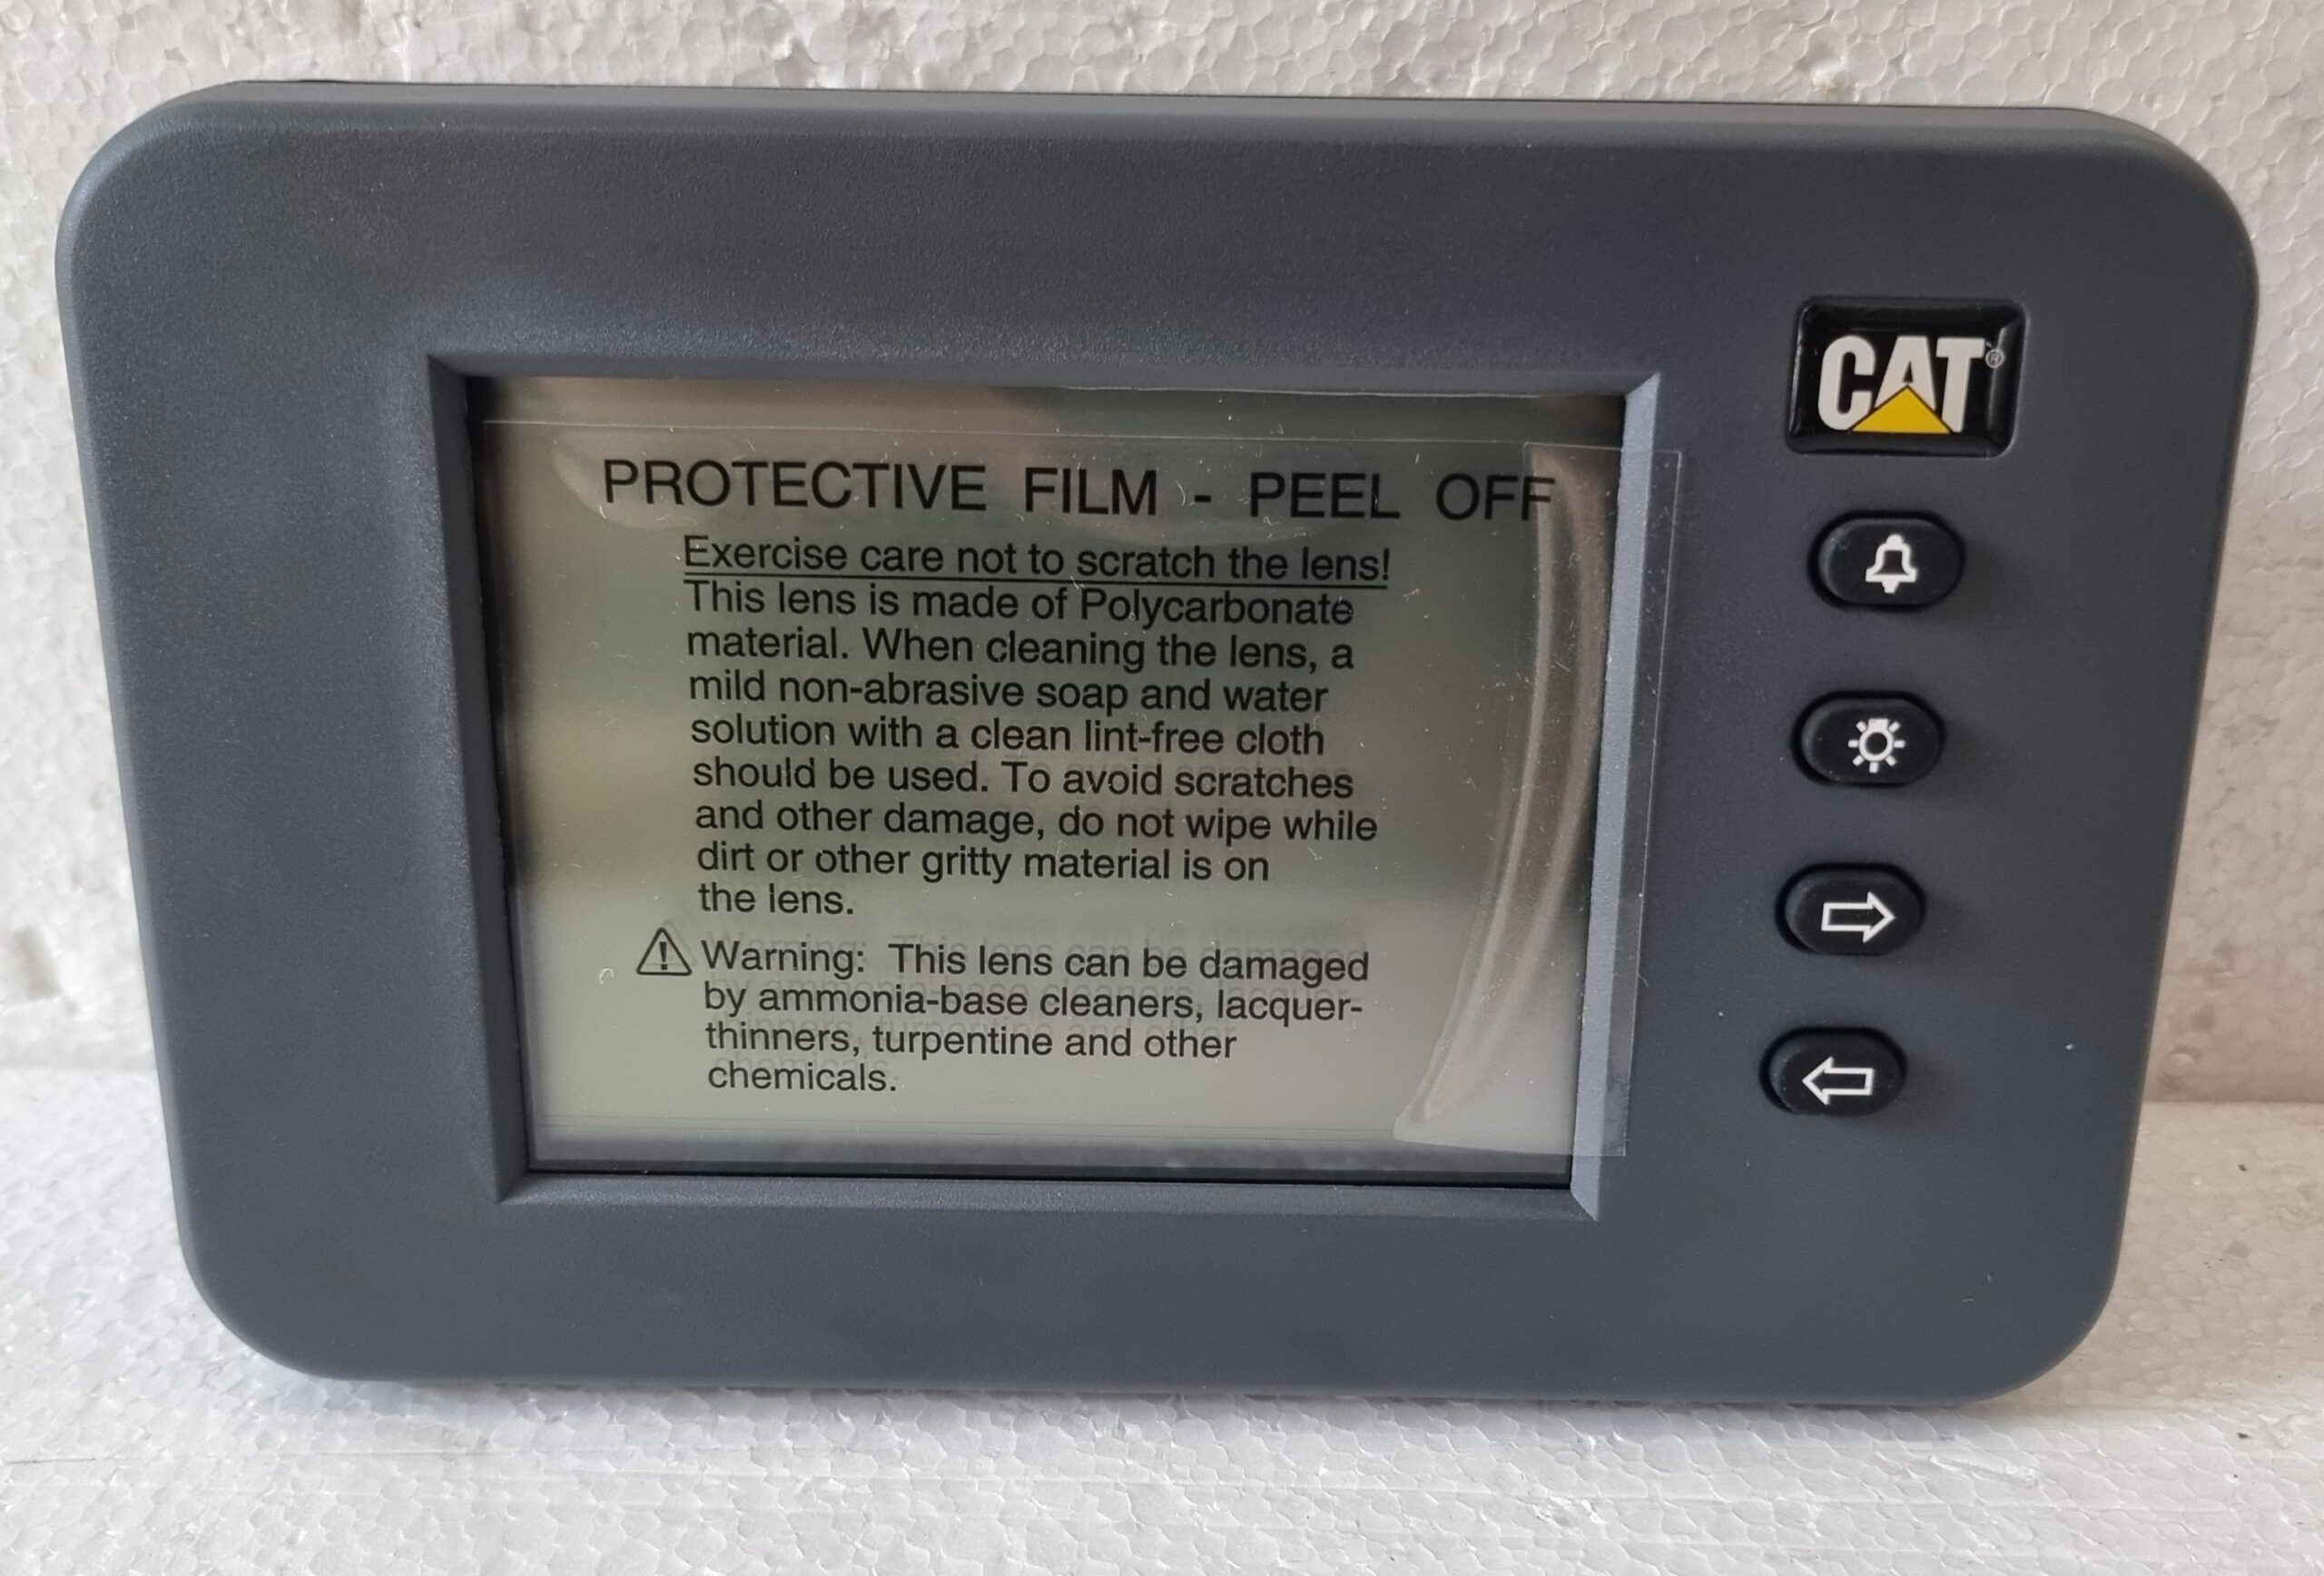 CAT®
PROTECTIVE FILM - PEEL OFF
Exercise care not to scratch the lens!
This lens is made of Polycarbonate
material. When cleaning the lens, a
mild non-abrasive soap and water
solution with a clean lint-free cloth
should be used. To avoid scratches
and other damage, do not wipe while
dirt or other gritty material is on
the lens.
Warning: This lens can be damaged
by ammonia-base cleaners, lacquer-
thinners, turpentine and other
chemicals.